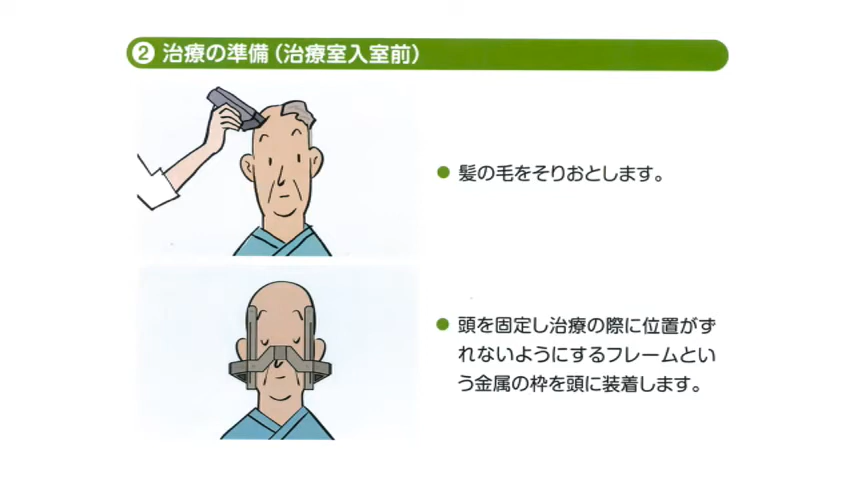 2 治療の準備（治療室入室前）
● 髪の毛をそりおとします。
● 頭を固定し治療の際に位置がず
れないようにするフレームとい
う金属の枠を頭に装着します。